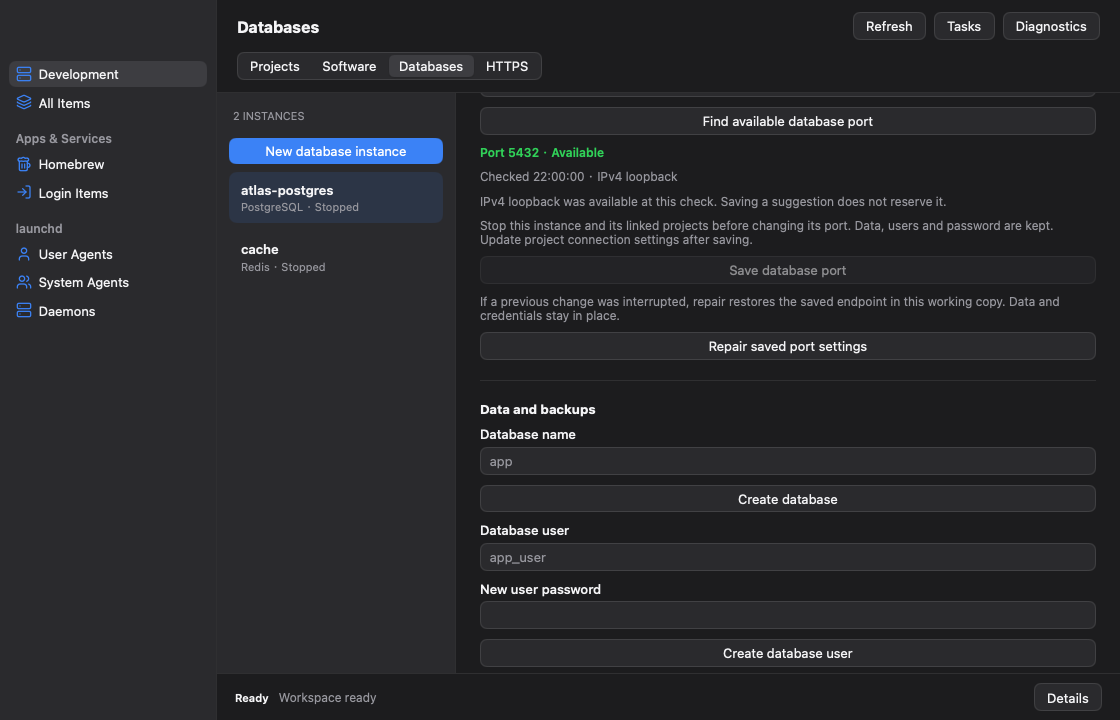 Databases
Refresh
Tasks
Diagnostics
Projects
Software
Databases
HTTPS
Development
All Items
Apps & Services
Homebrew
Login Items
launchd
User Agents
System Agents
Daemons
2 INSTANCES
New database instance
atlas-postgres
PostgreSQL · Stopped
cache
Redis · Stopped
Find available database port
Port 5432 · Available
Checked 22:00:00 · IPv4 loopback
IPv4 loopback was available at this check. Saving a suggestion does not reserve it.
Stop this instance and its linked projects before changing its port. Data, users and password are kept.
Update project connection settings after saving.
Save database port
If a previous change was interrupted, repair restores the saved endpoint in this working copy. Data and
credentials stay in place.
Repair saved port settings
Data and backups
Database name
app
Create database
Database user
app_user
New user password
Create database user
Ready
Workspace ready
Details